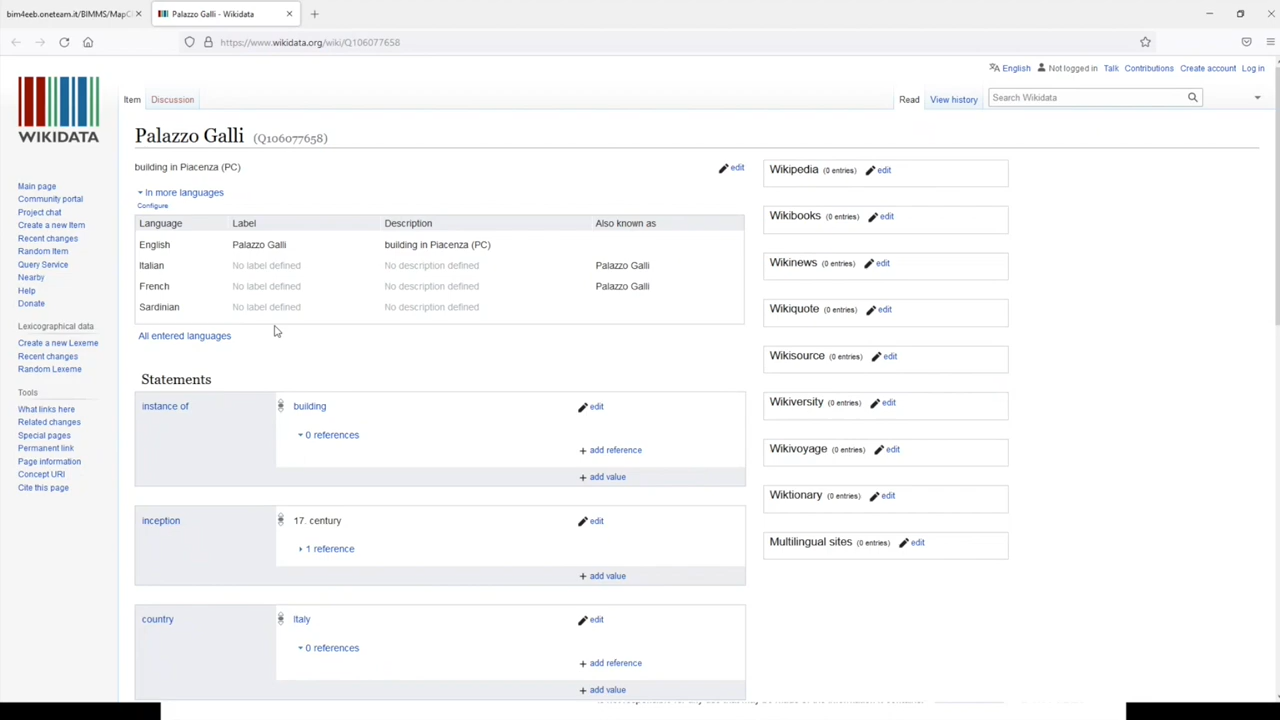 bim4eeb.oneteam.it/BIMMS/MapC
Palazzo Galli - Wikidata
https://www.wikidata.org/wiki/Q106077658
English Not logged in Talk Contributions Create account Log in
WIKIDATA
Item Discussion
Read View history
Search Wikidata
Palazzo Galli (Q106077658)
building in Piacenza (PC)
edit
In more languages
Configure
Language Label Description Also known as
English Palazzo Galli building in Piacenza (PC)
Italian No label defined No description defined Palazzo Galli
French No label defined No description defined Palazzo Galli
Sardinian No label defined No description defined
All entered languages
Statements
instance of building edit
0 references
+ add reference
+ add value
inception 17. century edit
1 reference
+ add value
country Italy edit
0 references
+ add reference
+ add value
Main page
Community portal
Project chat
Create a new Item
Recent changes
Random Item
Query Service
Nearby
Help
Donate
Lexicographical data
Create a new Lexeme
Recent changes
Random Lexeme
Tools
What links here
Related changes
Special pages
Permanent link
Page information
Concept URI
Cite this page
Wikipedia (0 entries) edit
Wikibooks (0 entries) edit
Wikinews (0 entries) edit
Wikiquote (0 entries) edit
Wikisource (0 entries) edit
Wikiversity (0 entries) edit
Wikivoyage (0 entries) edit
Wiktionary (0 entries) edit
Multilingual sites (0 entries) edit